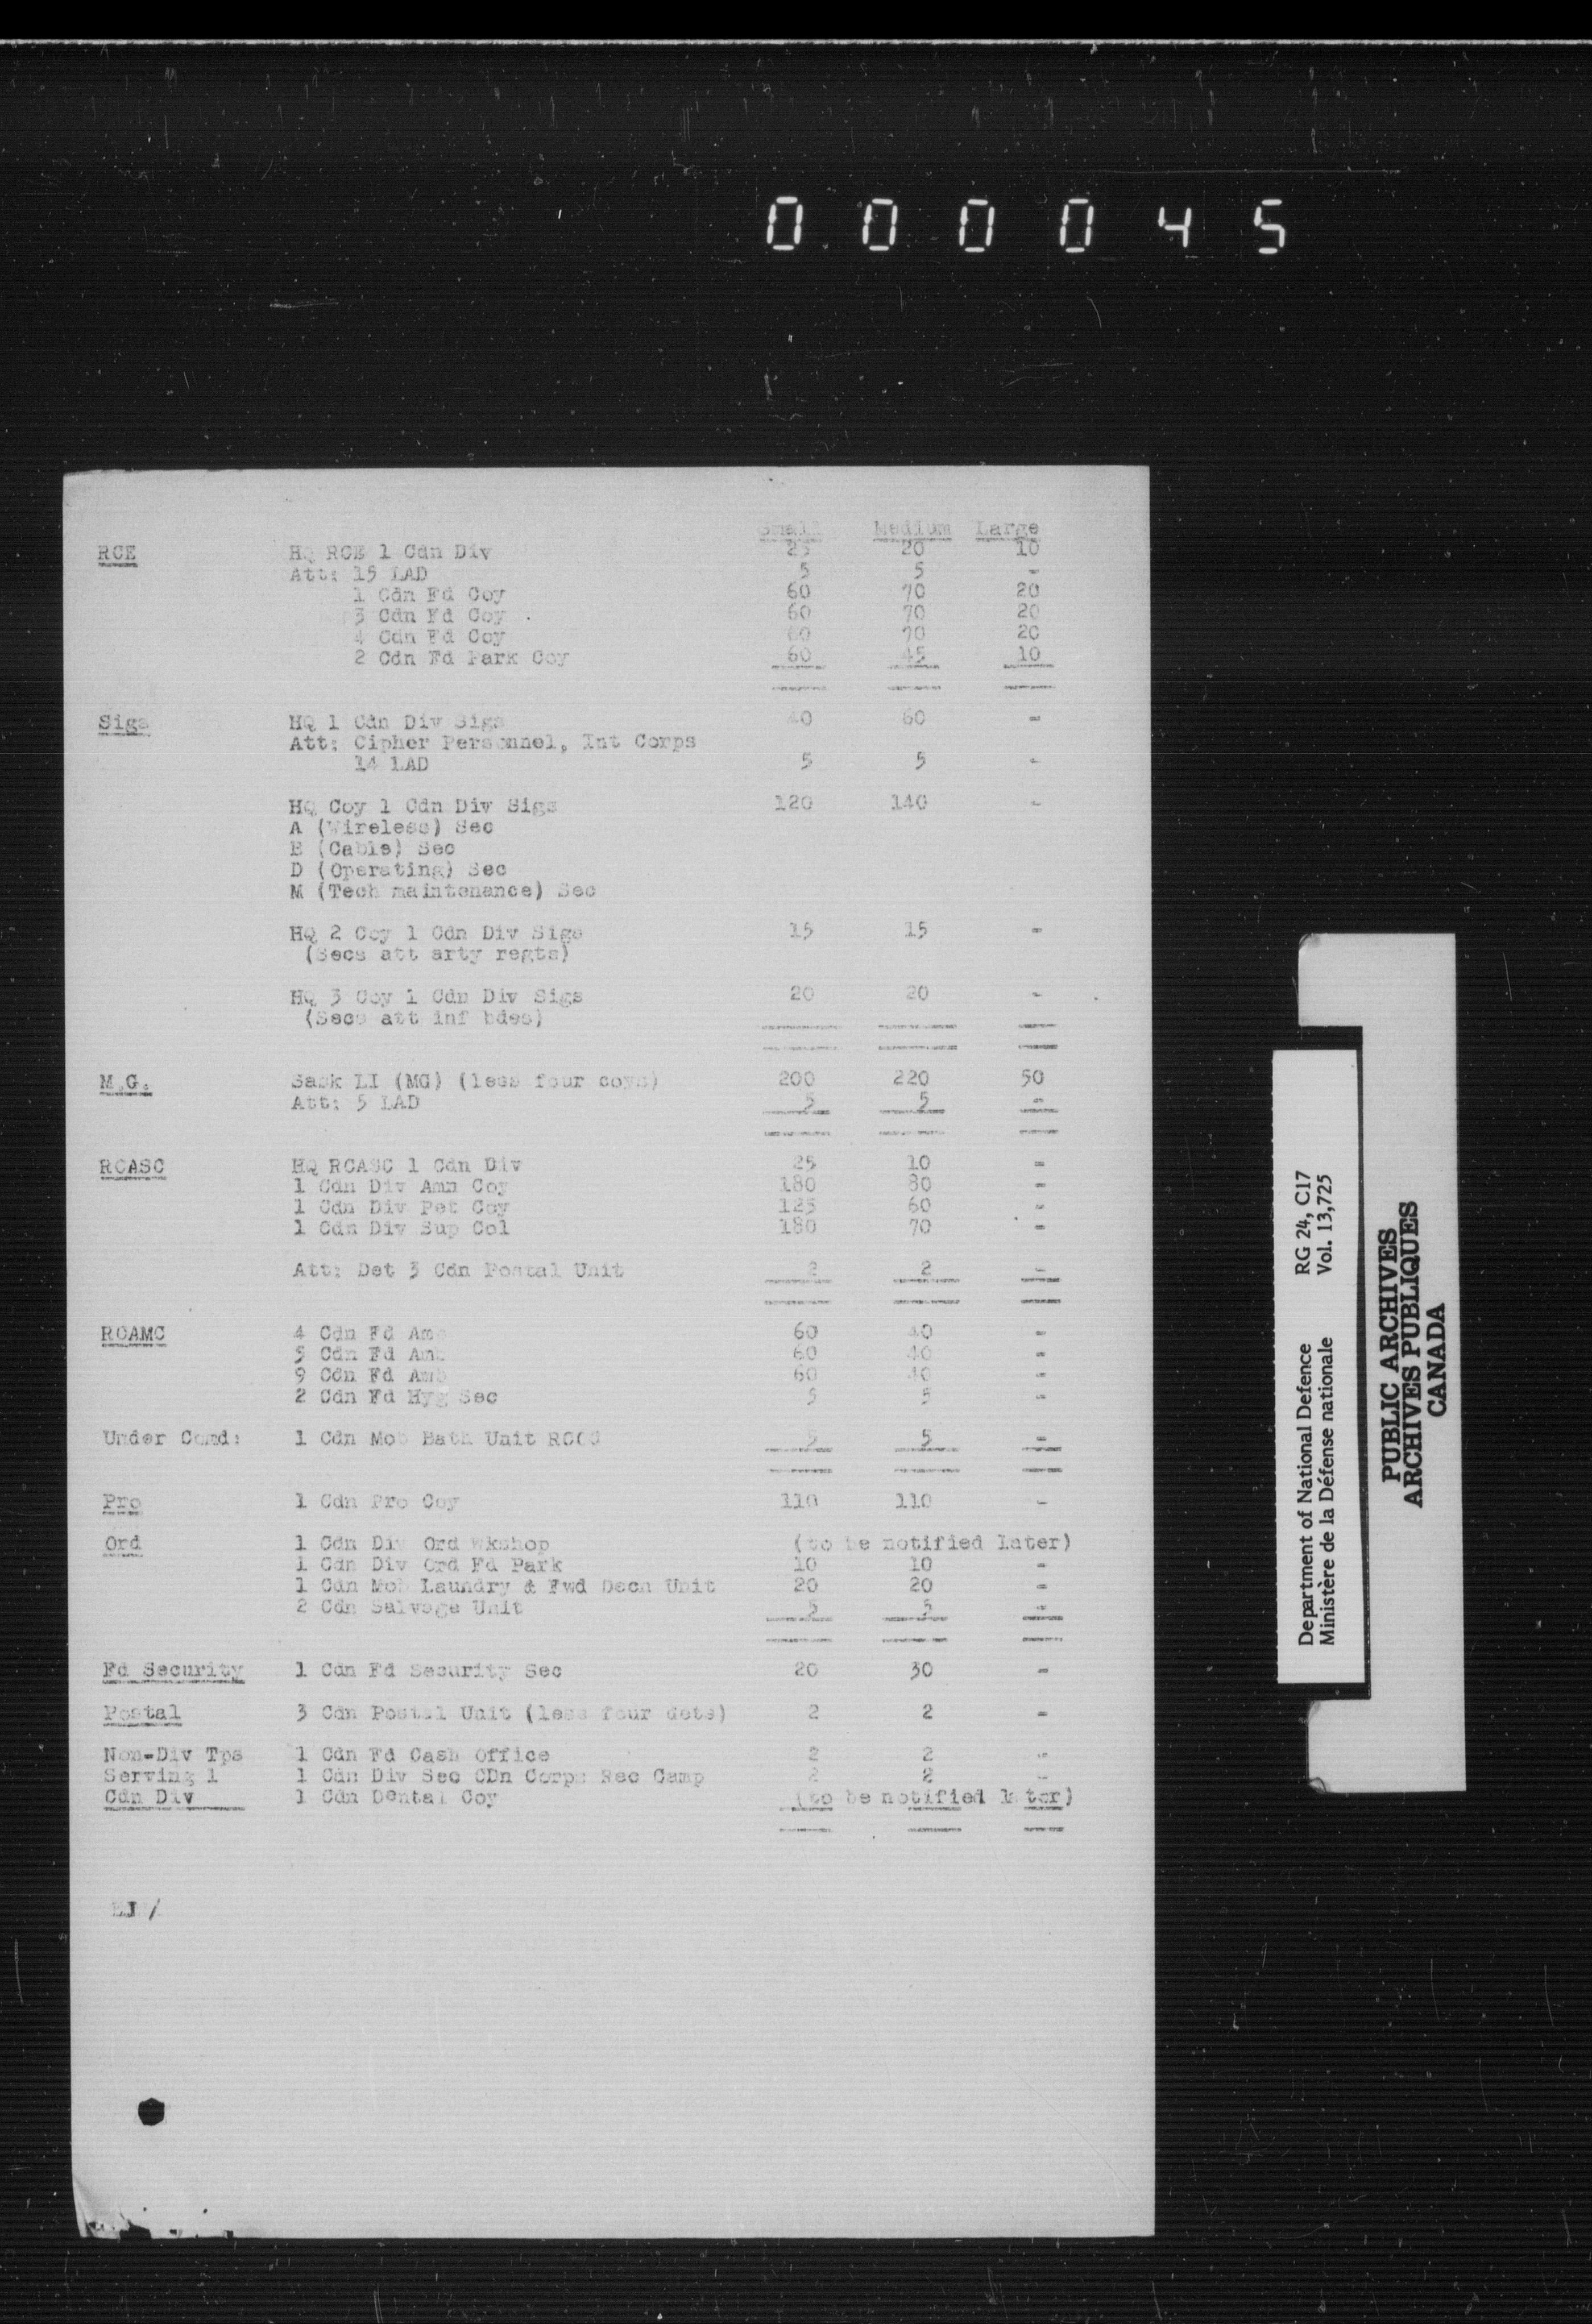 000045
Small Medium Large
RCE HQ RCE 1 Cdn Div 25 20 10
Att: 15 LAD 5 5 -
1 Cdn Fd Coy 60 70 20
3 Cdn Fd Coy 60 70 20
4 Cdn Fd Coy 60 70 20
2 Cdn Fd Park Coy 60 45 10
Sigs HQ 1 Cdn Div Sigs 40 60 -
Att: Cipher Personnel, Int Corps
14 LAD 5 5 -
HQ Coy 1 Cdn Div Sigs 120 140 -
A (Wireless) Sec
B (Cable) Sec
D (Operating) Sec
M (Tech maintenance) Sec
HQ 2 Coy 1 Cdn Div Sigs 15 15 -
(Secs att arty regts)
HQ 3 Coy 1 Cdn Div Sigs 20 20 -
(Secs att inf bdes)
M.G. Sask LI (MG) (less four coys) 200 220 50
Att: 5 LAD 5 5 -
RCASC HQ RCASC 1 Cdn Div 25 10 -
1 Cdn Div Amn Coy 180 80 -
1 Cdn Div Pet Coy 125 60 -
1 Cdn Div Sup Col 180 70 -
Att: Det 3 Cdn Postal Unit 2 2 -
RCAMC 4 Cdn Fd Amb 60 40 -
5 Cdn Fd Amb 60 40 -
9 Cdn Fd Amb 60 40 -
2 Cdn Fd Hyg Sec 5 5 -
Under Comd: 1 Cdn Mob Bath Unit RCOC 5 5 -
Pro 1 Cdn Pro Coy 110 110 -
Ord 1 Cdn Div Ord Wkshop (to be notified later)
1 Cdn Div Ord Fd Park 10 10 -
1 Cdn Mob Laundry & Fwd Decn Unit 20 20 -
2 Cdn Salvage Unit 5 5 -
Fd Security 1 Cdn Fd Security Sec 20 30 -
Postal 3 Cdn Postal Unit (less four dets) 2 2 -
Non-Div Tps 1 Cdn Fd Cash Office 2 2 -
Serving 1 1 Cdn Div Sec CDn Corps Rec Camp 2 2 -
Cdn Div 1 Cdn Dental Coy (to be notified later)
EJ /
Department of National Defence RG 24, C17
Ministère de la Défense nationale Vol. 13,725
PUBLIC ARCHIVES
ARCHIVES PUBLIQUES
CANADA